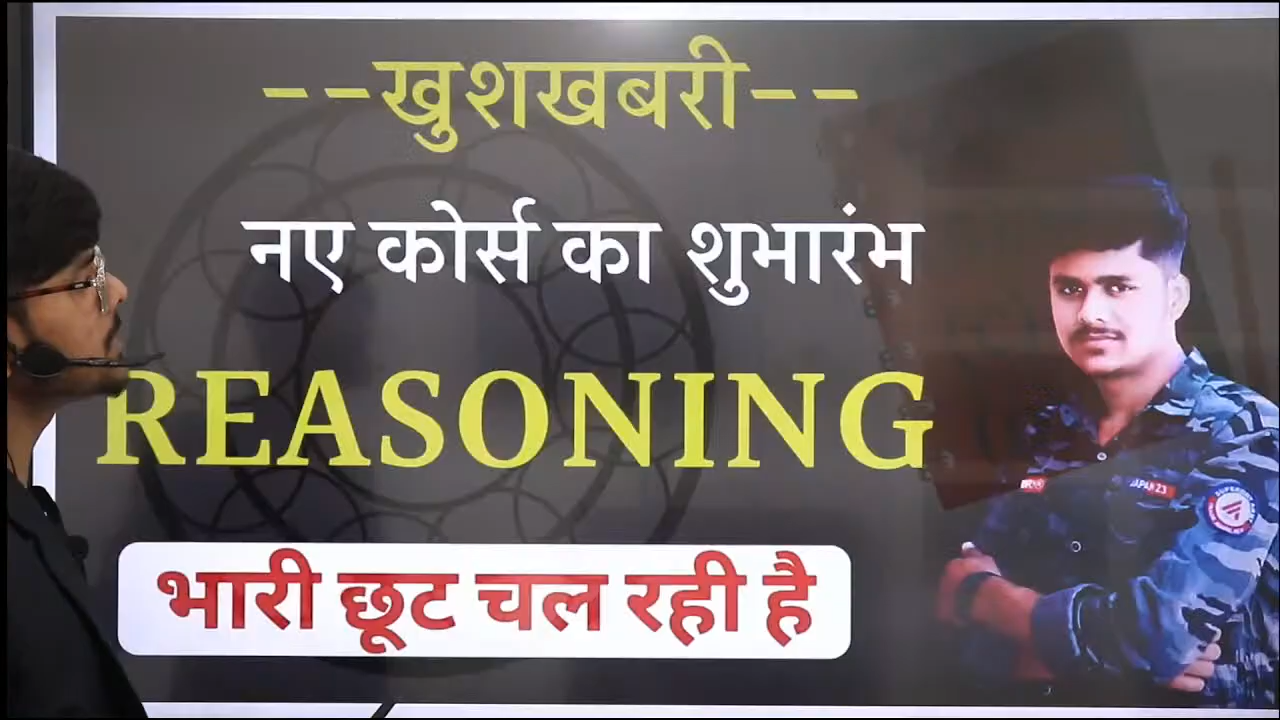 --खुशखबरी--
नए कोर्स का शुभारंभ
REASONING
भारी छूट चल रही है